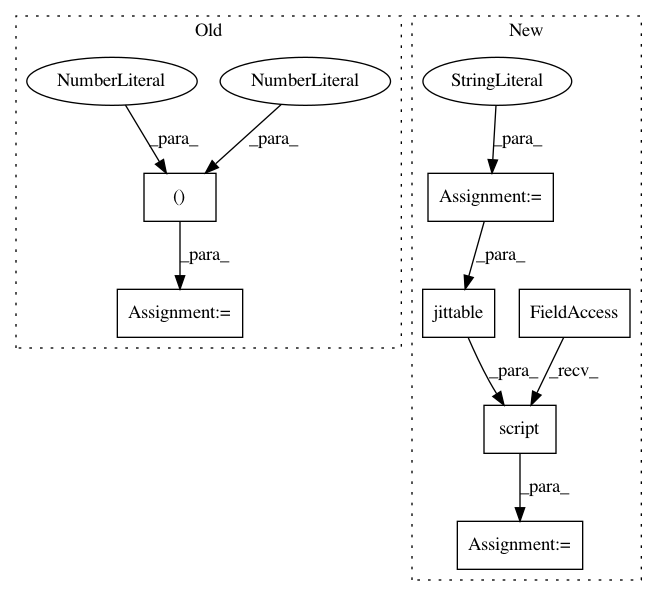 Old
New
NumberLiteral
NumberLiteral
StringLiteral
_para_
_para_
_para_
()
Assignment:=
_para_
_para_
Assignment:=
jittable
FieldAccess
_para_
_recv_
script
_para_
Assignment:=